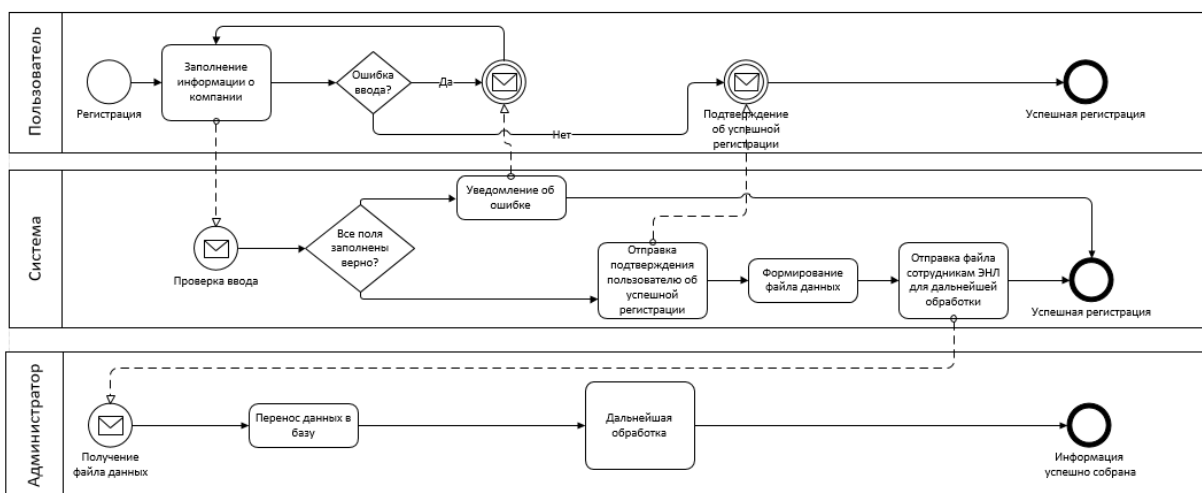 Пользователь
Регистрация
Заполнение
информации о
компании
Ошибка
ввода?
Да
Нет
Подтверждение
об успешной
регистрации
Успешная регистрация
Система
Проверка ввода
Все поля
заполнены
верно?
Уведомление об
ошибке
Отправка
подтверждения
пользователю об
успешной
регистрации
Формирование
файла данных
Отправка файла
сотрудникам ЭНЛ
для дальнейшей
обработки
Успешная регистрация
Администратор
Получение
файла данных
Перенос данных в
базу
Дальнейшая
обработка
Информация
успешно собрана